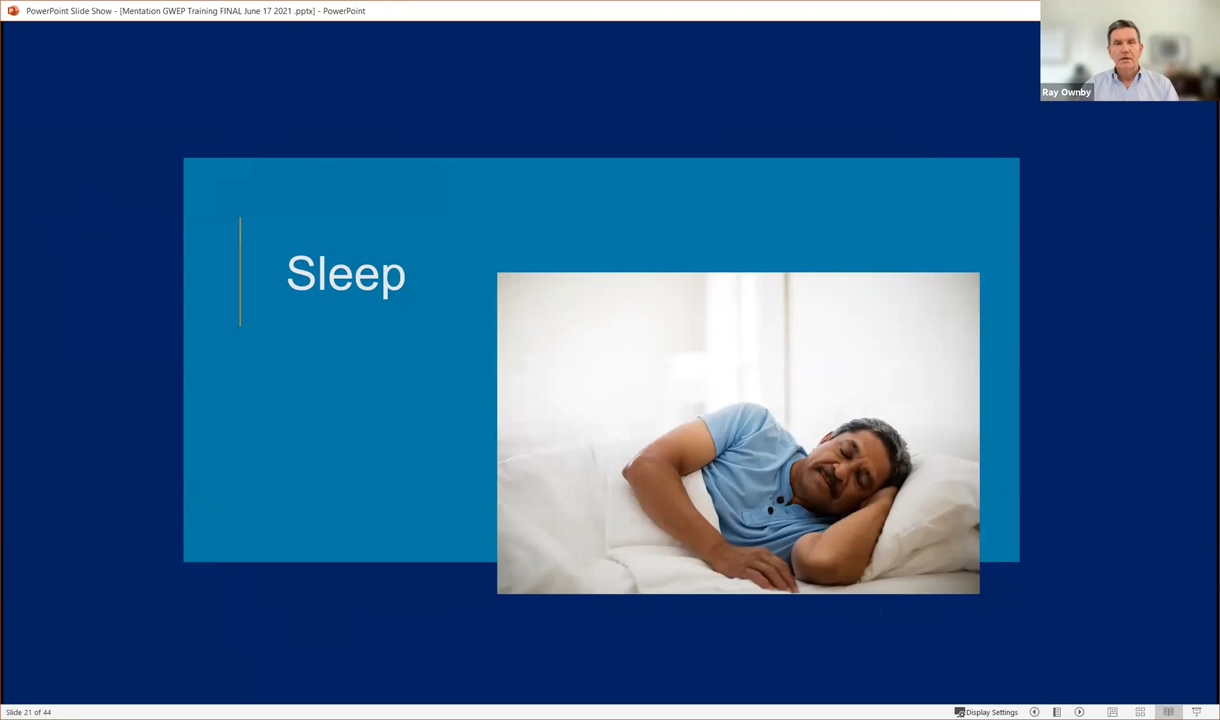 PowerPoint Slide Show - [Mentation GWEP Training FINAL June 17 2021 .pptx] - PowerPoint
Ray Ownby
Sleep
Slide 21 of 44
Display Settings